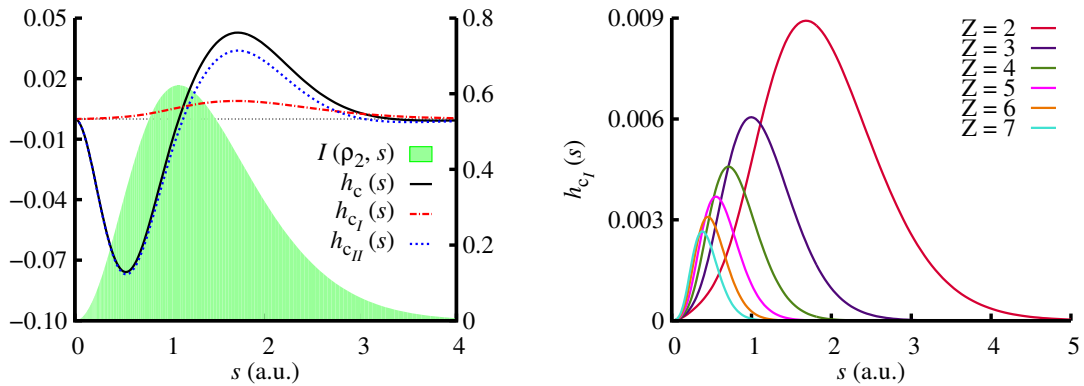 0.05
0.02
−0.01
−0.04
−0.07
−0.10
0.8
0.6
0.4
0.2
0
I (ρ2, s)
hc (s)
hcI (s)
hcII (s)
0 1 2 3 4
s (a.u.)
0.009
0.006
0.003
0
hcI (s)
Z = 2
Z = 3
Z = 4
Z = 5
Z = 6
Z = 7
0 1 2 3 4 5
s (a.u.)